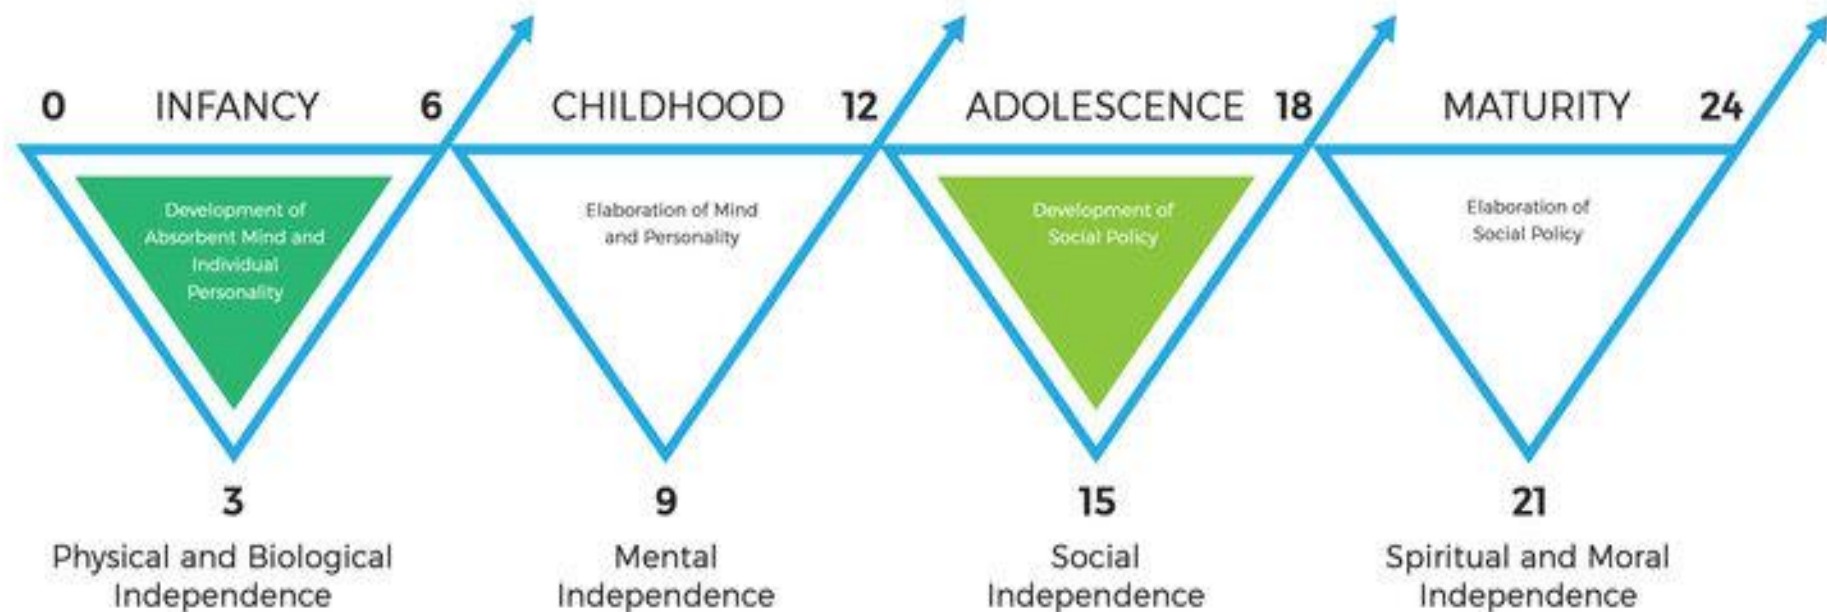 0 INFANCY 6 CHILDHOOD 12 ADOLESCENCE 18 MATURITY 24
Development of
Absorbent Mind and
Individual
Personality
Elaboration of Mind
and Personality
Development of
Social Policy
Elaboration of
Social Policy
3
Physical and Biological
Independence
9
Mental
Independence
15
Social
Independence
21
Spiritual and Moral
Independence